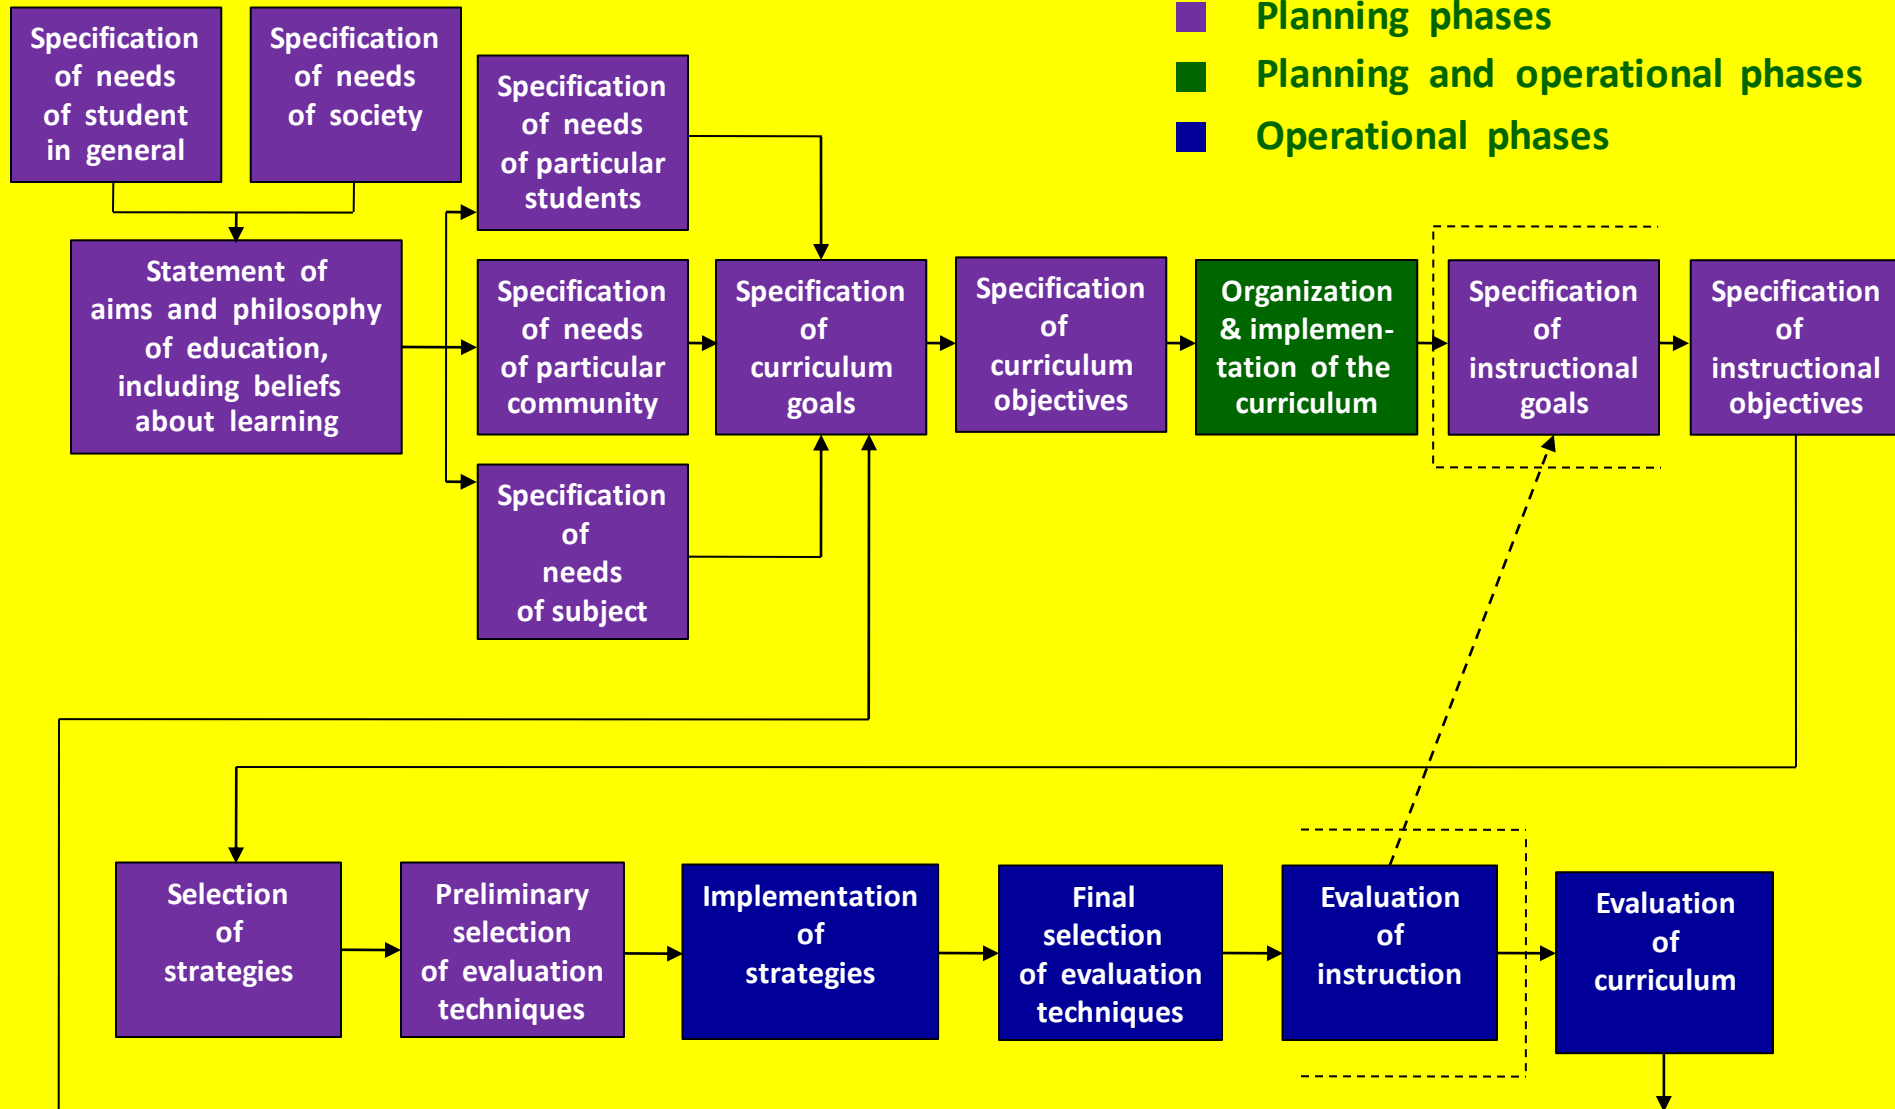 Planning phases
Planning and operational phases
Operational phases
Specification
of needs
of student
in general
Specification
of needs
of society
Specification
of needs
of particular
students
Statement of
aims and philosophy
of education,
including beliefs
about learning
Specification
of needs
of particular
community
Specification
of
needs
of subject
Specification
of
curriculum
goals
Specification
of
curriculum
objectives
Organization
& implemen-
tation of the
curriculum
Specification
of
instructional
goals
Specification
of
instructional
objectives
Selection
of
strategies
Preliminary
selection
of evaluation
techniques
Implementation
of
strategies
Final
selection
of evaluation
techniques
Evaluation
of
instruction
Evaluation
of
curriculum